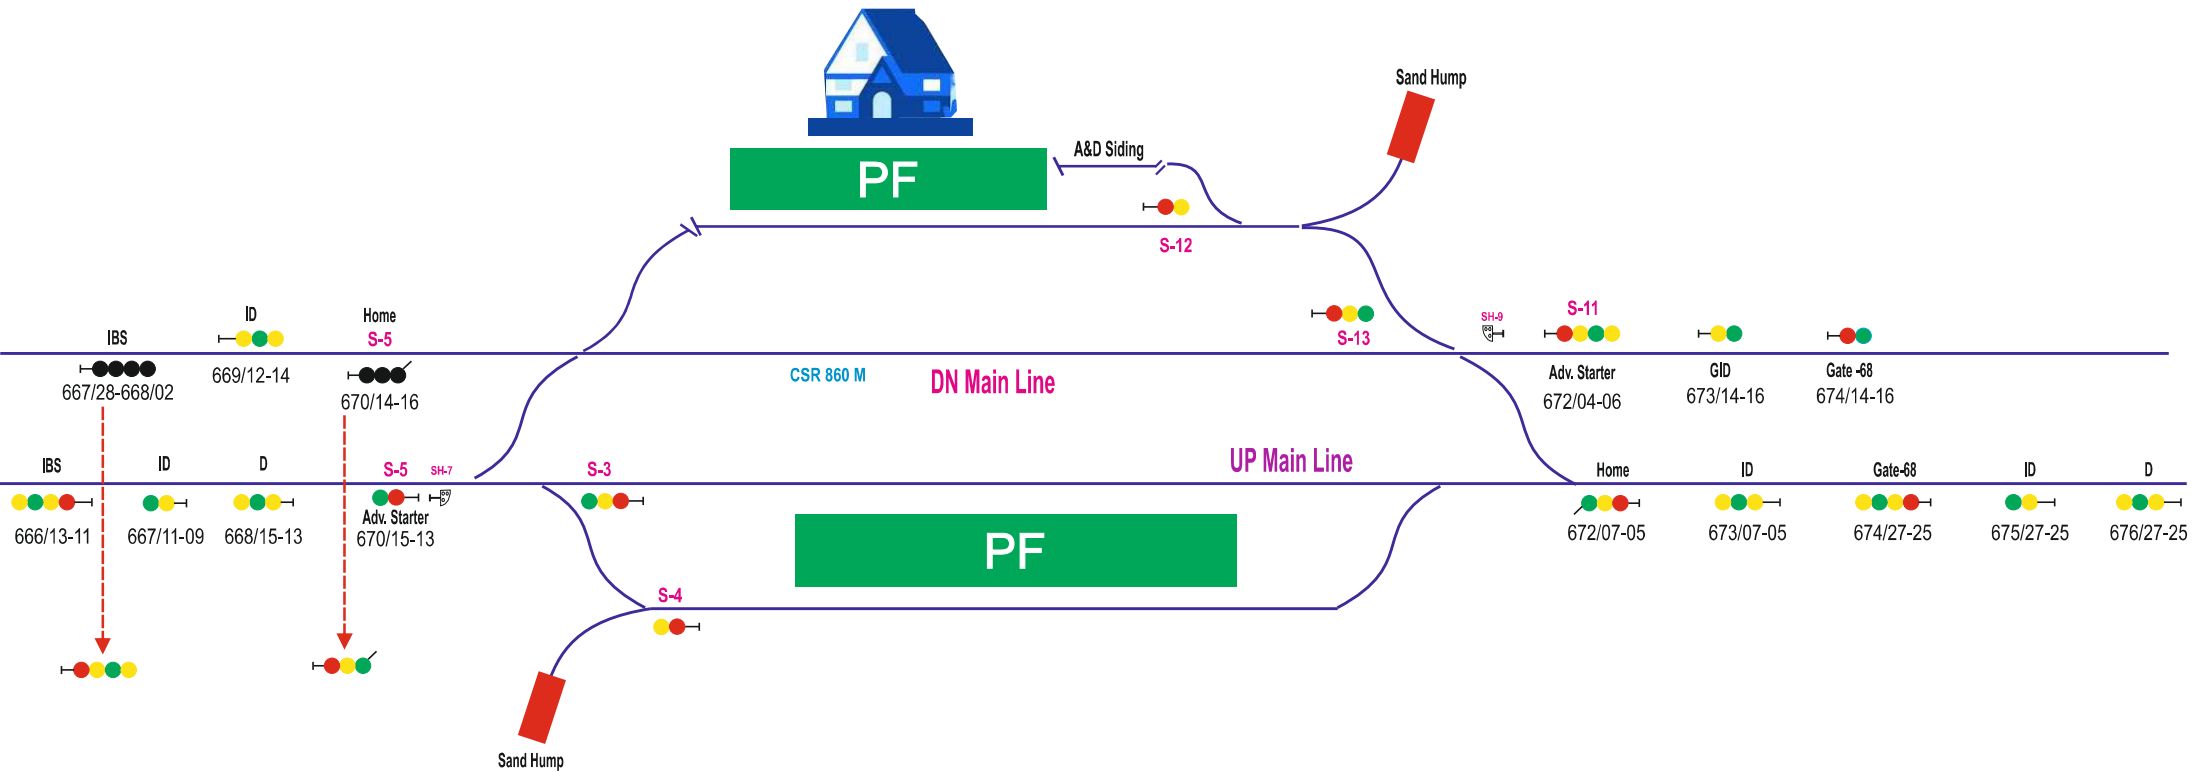 Sand Hump
A&D Siding
PF
S-12
ID
Home
S-5
IBS
S-13
SH-9
S-11
669/12-14
667/28-668/02
670/14-16
CSR 860 M
DN Main Line
Adv. Starter
672/04-06
GID
673/14-16
Gate -68
674/14-16
UP Main Line
IBS
ID
D
S-5
SH-7
S-3
Home
ID
Gate-68
ID
D
666/13-11
667/11-09
668/15-13
Adv. Starter
670/15-13
672/07-05
673/07-05
674/27-25
675/27-25
676/27-25
PF
S-4
Sand Hump